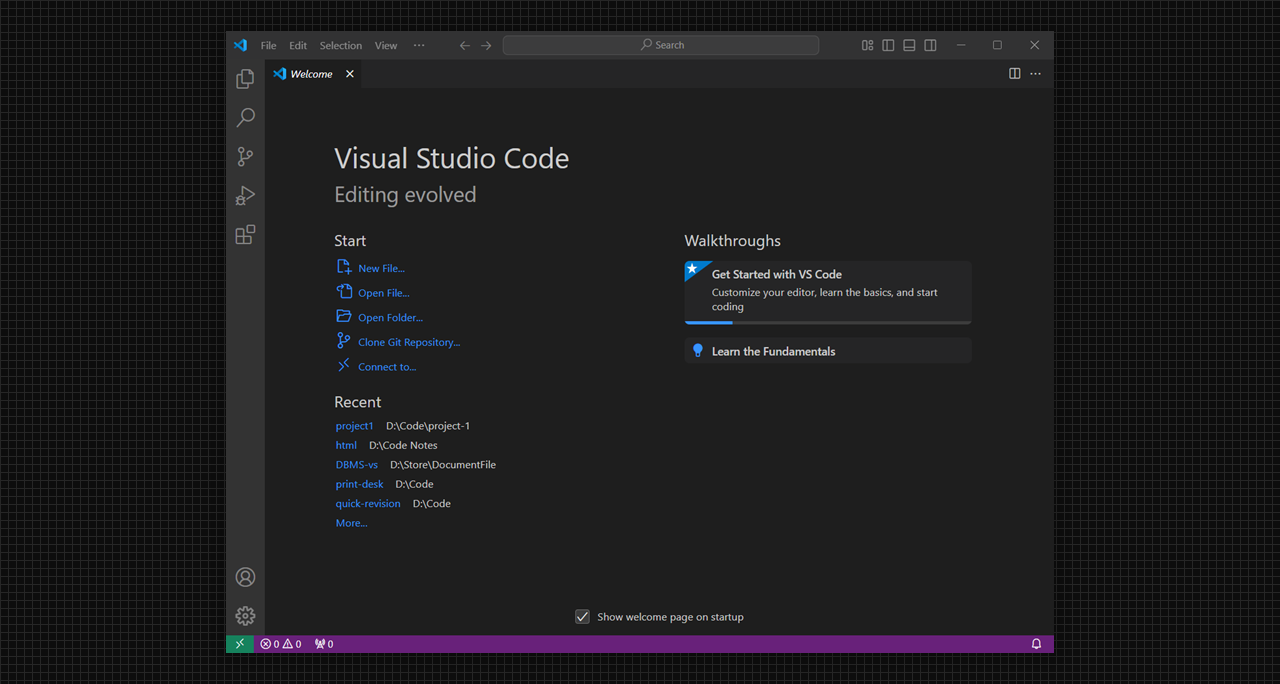 File Edit Selection View ··· Search
Welcome
Visual Studio Code
Editing evolved
Start
New File...
Open File...
Open Folder...
Clone Git Repository...
Connect to...
Recent
project1 D:\Code\project-1
html D:\Code Notes
DBMS-vs D:\Store\DocumentFile
print-desk D:\Code
quick-revision D:\Code
More...
Walkthroughs
Get Started with VS Code
Customize your editor, learn the basics, and start
coding
Learn the Fundamentals
Show welcome page on startup
0 0 0